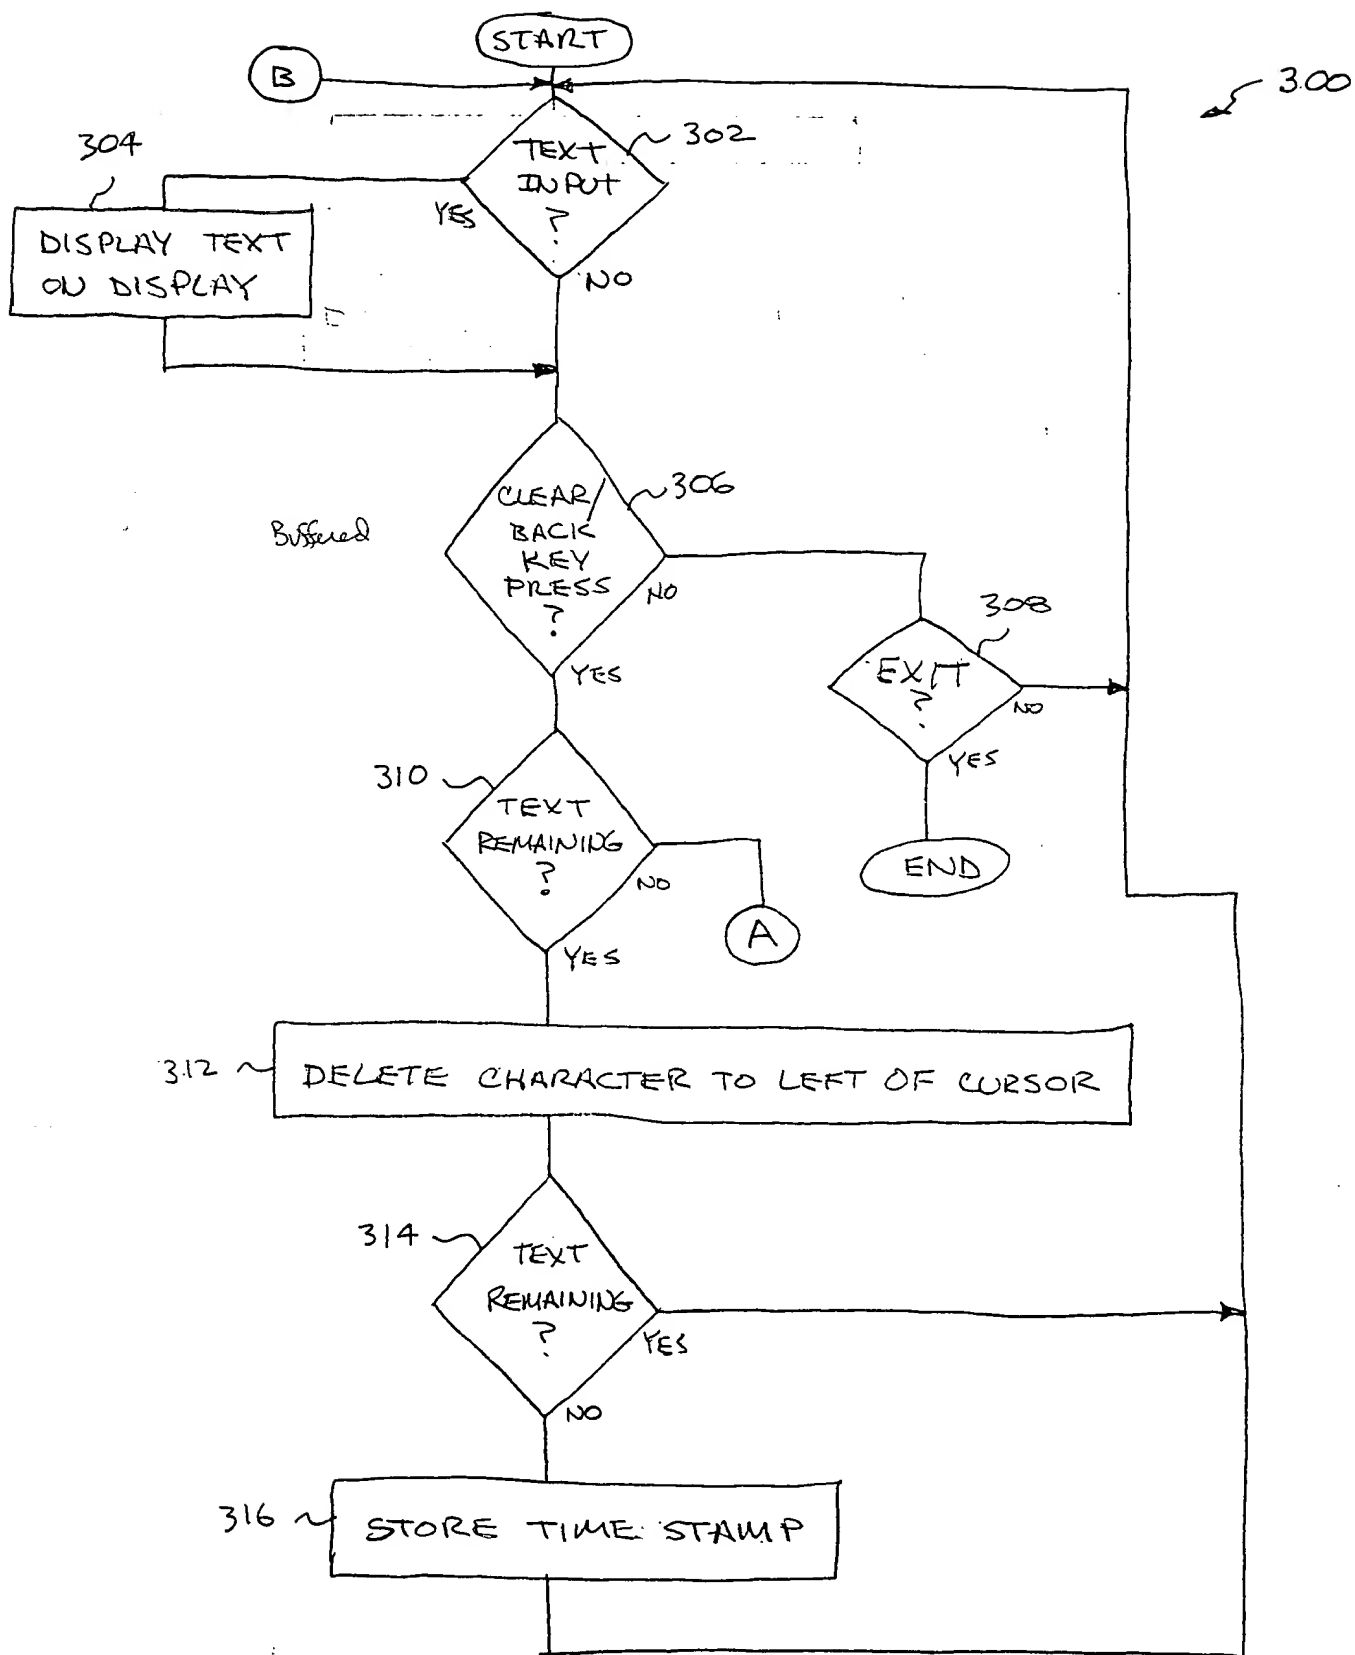 START
B
300
302
TEXT
INPUT
?
304
YES
DISPLAY TEXT
ON DISPLAY
NO
306
CLEAR/
BACK
KEY
PRESS
?
Buffered
NO
308
YES
EXIT
?
NO
310
YES
TEXT
REMAINING
?
NO
END
A
YES
312
DELETE CHARACTER TO LEFT OF CURSOR
314
TEXT
REMAINING
?
YES
NO
316
STORE TIME STAMP